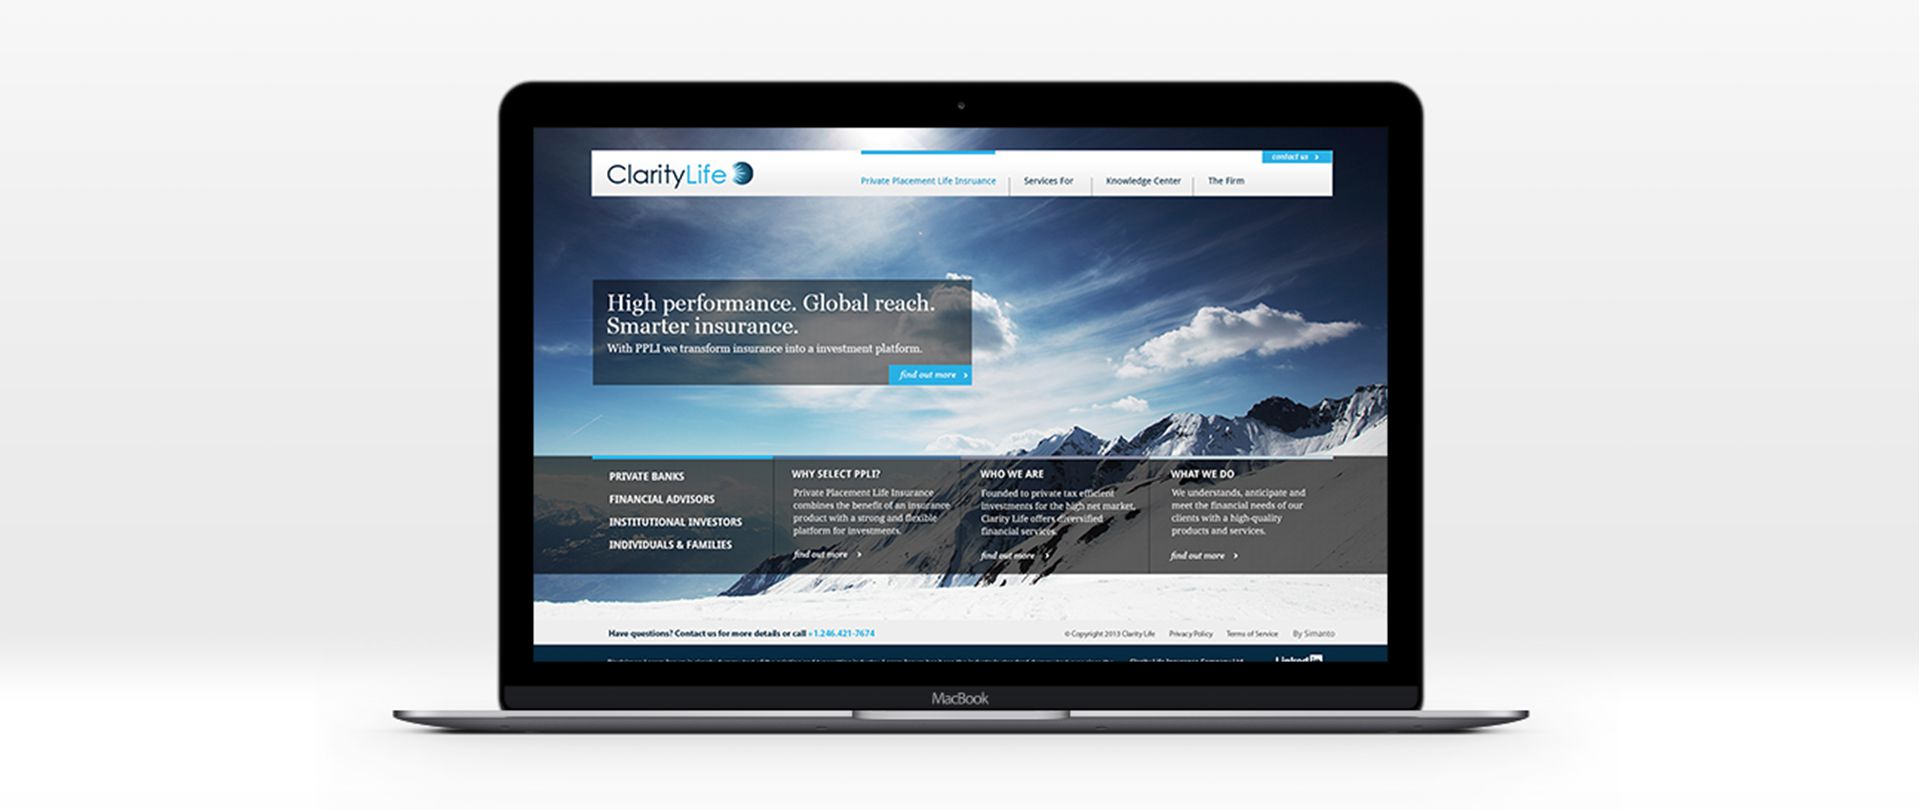 ClarityLife
contact us ›
Private Placement Life Insruance
Services For
Knowledge Center
The Firm
High performance. Global reach.
Smarter insurance.
With PPLI we transform insurance into a investment platform.
find out more ›
PRIVATE BANKS
FINANCIAL ADVISORS
INSTITUTIONAL INVESTORS
INDIVIDUALS & FAMILIES
WHY SELECT PPLI?
Private Placement Life Insurance
combines the benefit of an insurance
product with a strong and flexible
platform for investments.
find out more ›
WHO WE ARE
Founded to private tax efficient
investments for the high net market,
Clarity Life offers diversified
financial services.
find out more ›
WHAT WE DO
We understands, anticipate and
meet the financial needs of our
clients with a high-quality
products and services.
find out more ›
Have questions? Contact us for more details or call +1.246.421-7674
© Copyright 2013 Clarity Life
Privacy Policy
Terms of Service
By Simanto
Linked in
MacBook